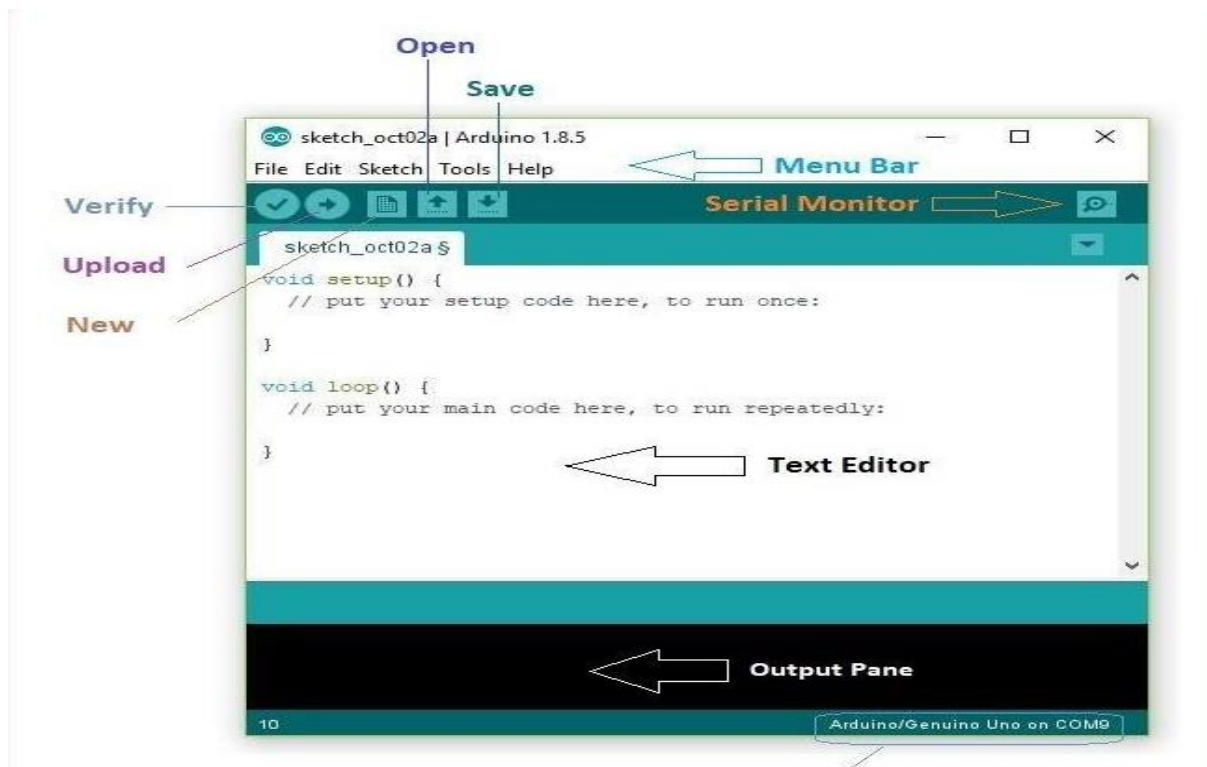 Open
Save
sketch_oct02a | Arduino 1.8.5
File Edit Sketch Tools Help
Menu Bar
Verify
Serial Monitor
sketch_oct02a §
Upload
void setup() {
// put your setup code here, to run once:
New
}
void loop() {
// put your main code here, to run repeatedly:
}
Text Editor
Output Pane
10
Arduino/Genuino Uno on COM9